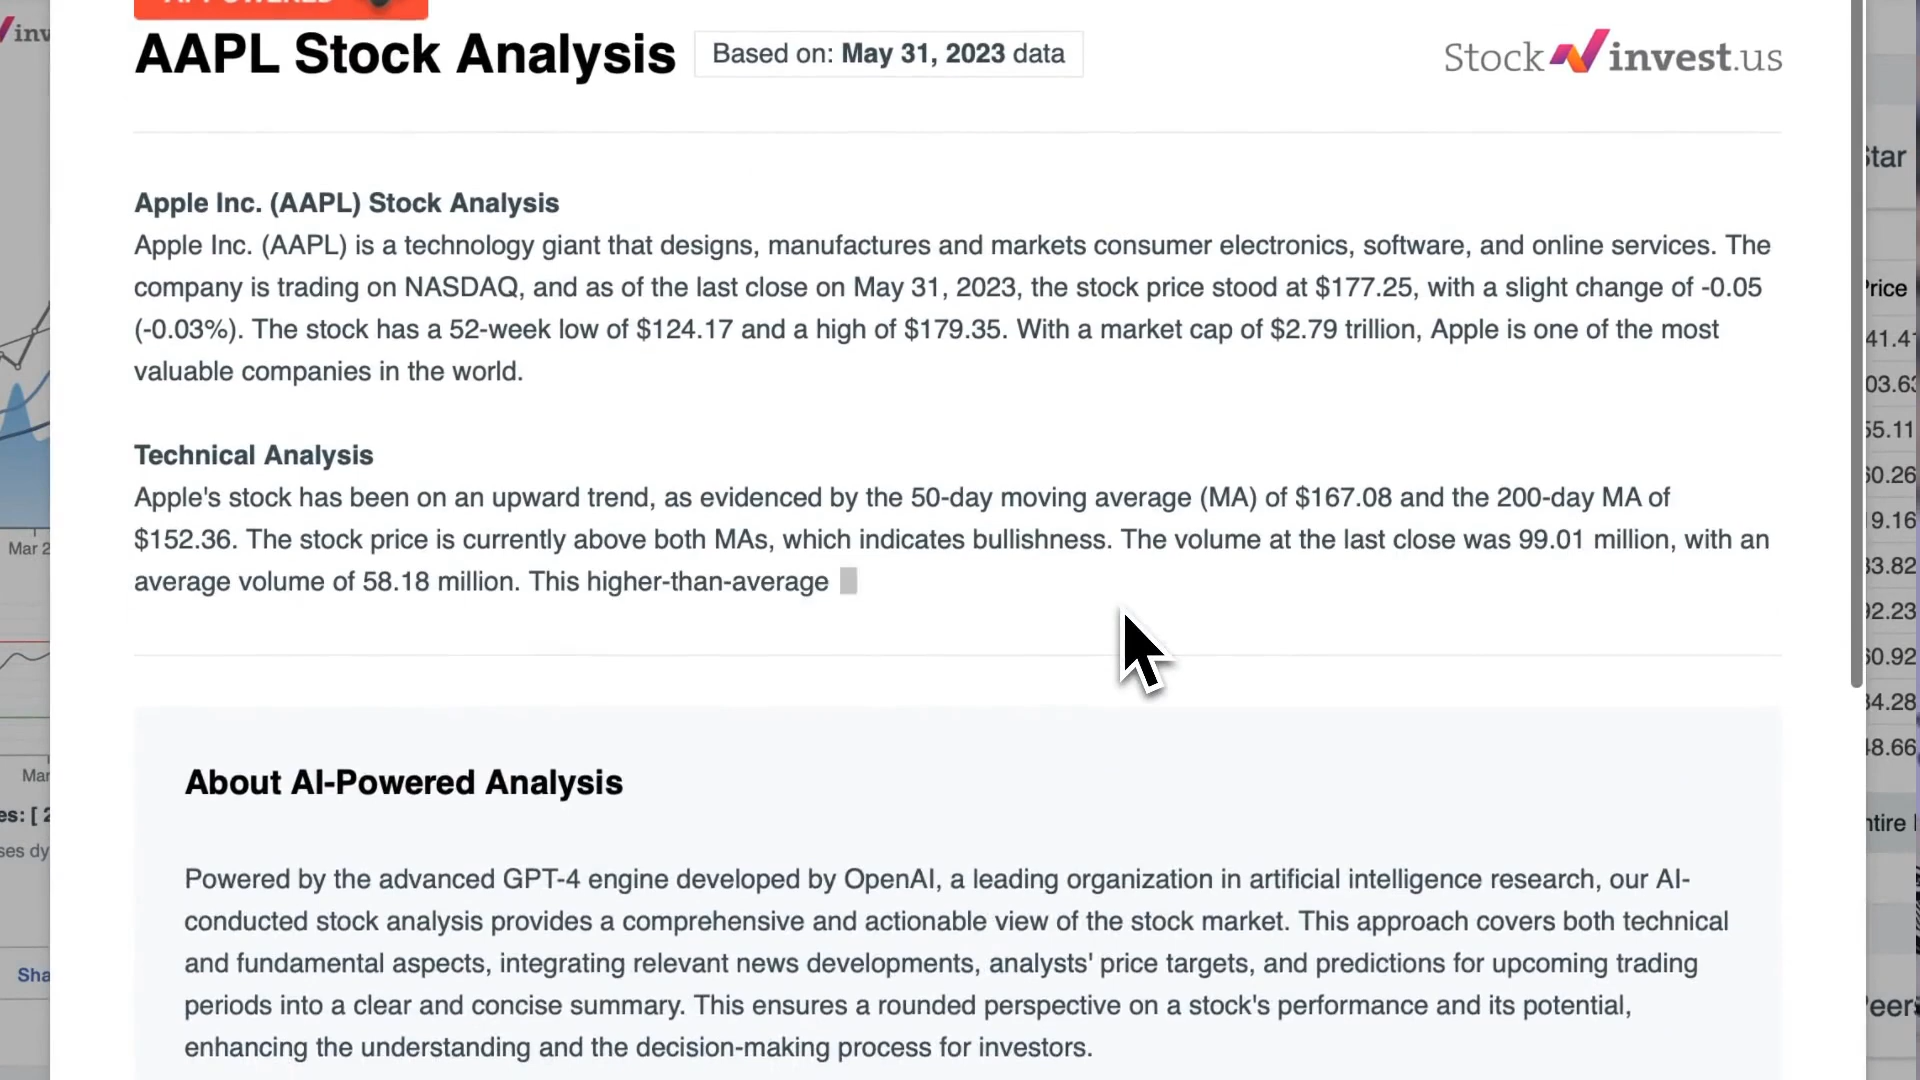 AAPL Stock Analysis
Based on: May 31, 2023 data
Stock invest.us
Apple Inc. (AAPL) Stock Analysis
Apple Inc. (AAPL) is a technology giant that designs, manufactures and markets consumer electronics, software, and online services. The
company is trading on NASDAQ, and as of the last close on May 31, 2023, the stock price stood at $177.25, with a slight change of -0.05
(-0.03%). The stock has a 52-week low of $124.17 and a high of $179.35. With a market cap of $2.79 trillion, Apple is one of the most
valuable companies in the world.
Technical Analysis
Apple's stock has been on an upward trend, as evidenced by the 50-day moving average (MA) of $167.08 and the 200-day MA of
$152.36. The stock price is currently above both MAs, which indicates bullishness. The volume at the last close was 99.01 million, with an
average volume of 58.18 million. This higher-than-average
About AI-Powered Analysis
Powered by the advanced GPT-4 engine developed by OpenAI, a leading organization in artificial intelligence research, our AI-
conducted stock analysis provides a comprehensive and actionable view of the stock market. This approach covers both technical
and fundamental aspects, integrating relevant news developments, analysts' price targets, and predictions for upcoming trading
periods into a clear and concise summary. This ensures a rounded perspective on a stock's performance and its potential,
enhancing the understanding and the decision-making process for investors.
Mar 2
Mar